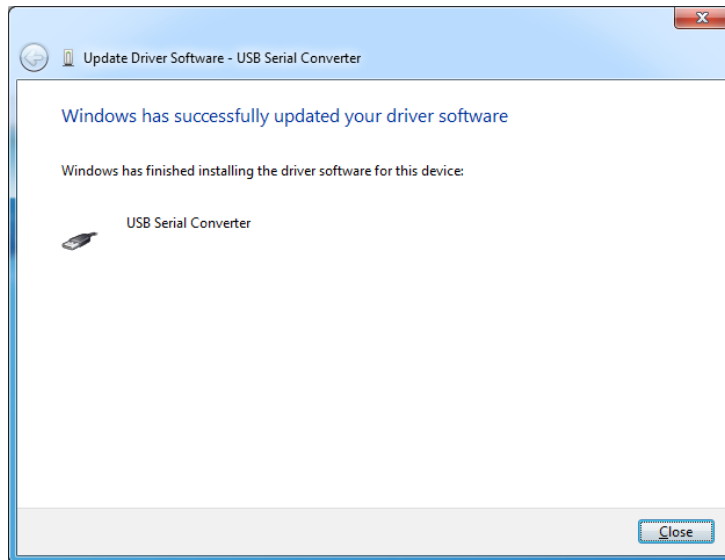 Update Driver Software - USB Serial Converter
Windows has successfully updated your driver software
Windows has finished installing the driver software for this device:
USB Serial Converter
Close